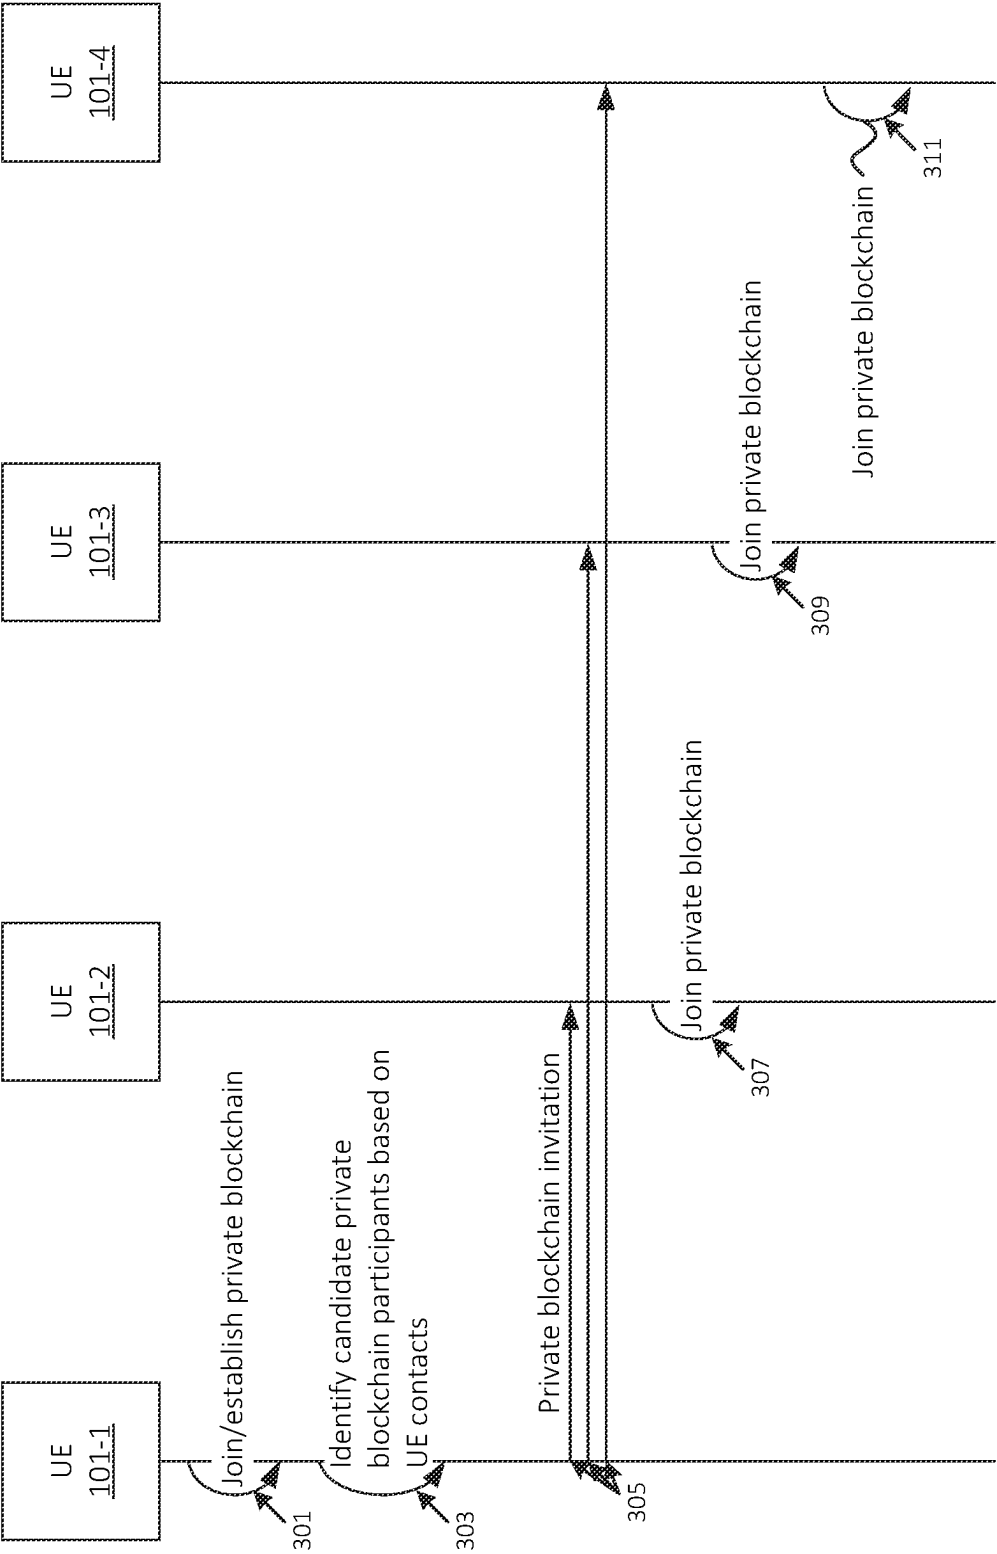 UE
101-1
UE
101-2
UE
101-3
UE
101-4
Join/establish private blockchain
301
Identify candidate private
blockchain participants based on
UE contacts
303
Private blockchain invitation
305
Join private blockchain
307
Join private blockchain
309
Join private blockchain
311